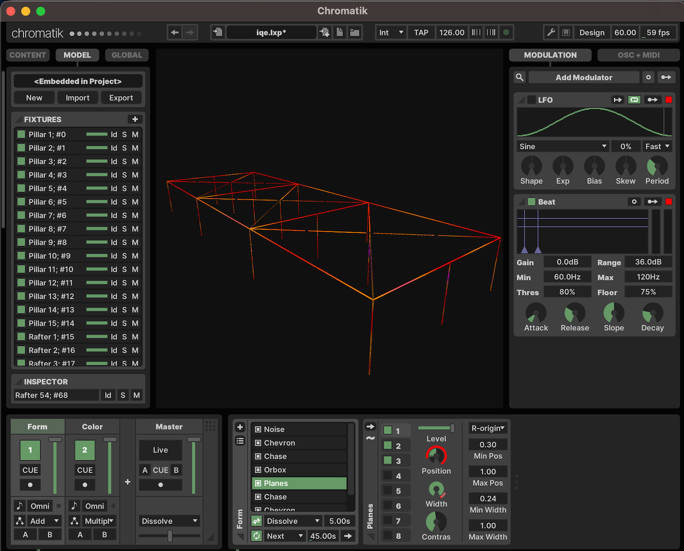 Chromatik
chromatik
iqe.lxp*
Int
TAP
126.00
Design
60.00
59 fps
CONTENT
MODEL
GLOBAL
<Embedded in Project>
New
Import
Export
FIXTURES
Pillar 1; #0 Id S M
Pillar 2; #1 Id S M
Pillar 3; #2 Id S M
Pillar 4; #3 Id S M
Pillar 5; #4 Id S M
Pillar 6; #5 Id S M
Pillar 7; #6 Id S M
Pillar 8; #7 Id S M
Pillar 9; #8 Id S M
Pillar 10; #9 Id S M
Pillar 11; #10 Id S M
Pillar 12; #11 Id S M
Pillar 13; #12 Id S M
Pillar 14; #13 Id S M
Pillar 15; #14 Id S M
Rafter 1; #15 Id S M
Rafter 2; #16 Id S M
Rafter 3; #17 Id S M
INSPECTOR
Rafter 54; #68 Id S M
MODULATION
OSC + MIDI
Add Modulator
LFO
Sine
0%
Fast
Shape Exp Bias Skew Period
Beat
Gain 0.0dB Range 36.0dB
Min 60.0Hz Max 120Hz
Thres 80% Floor 75%
Attack Release Slope Decay
Form
1
CUE
Omni
Add
A B
Color
2
CUE
Omni
Multipl
A B
Master
Live
A CUE B
Dissolve
Form
Noise
Chevron
Chase
Orbox
Planes
Chase
Chevron
Dissolve 5.00s
Next 45.00s
Planes
1
2
3
4
5
6
7
8
Level
Position
Width
Contras
R-origin
0.30
Min Pos
1.00
Max Pos
0.24
Min Width
1.00
Max Width